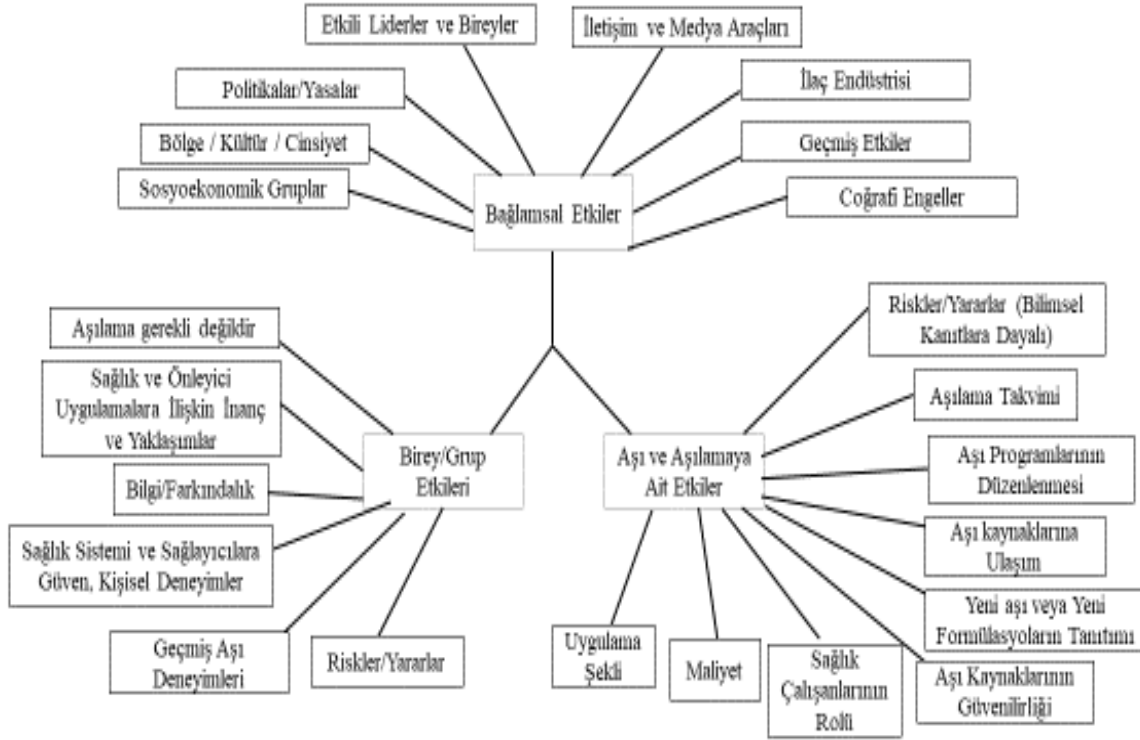 Etkili Liderler ve Bireyler
İletişim ve Medya Araçları
Politikalar/Yasalar
İlaç Endüstrisi
Bölge / Kültür / Cinsiyet
Geçmiş Etkiler
Sosyoekonomik Gruplar
Coğrafi Engeller
Bağlamsal Etkiler
Aşılama gerekli değildir
Sağlık ve Önleyici
Uygulamalara İlişkin İnanç
ve Yaklaşımlar
Bilgi/Farkındalık
Sağlık Sistemi ve Sağlayıcılara
Güven, Kişisel Deneyimler
Geçmiş Aşı
Deneyimleri
Riskler/Yararlar
Birey/Grup
Etkileri
Aşı ve Aşılamaya
Ait Etkiler
Riskler/Yararlar (Bilimsel
Kanıtlara Dayalı)
Aşılama Takvimi
Aşı Programlarının
Düzenlenmesi
Aşı kaynaklarına
Ulaşım
Yeni aşı veya Yeni
Formülasyoların Tanıtımı
Aşı Kaynaklarının
Güvenilirliği
Sağlık
Çalışanlarının
Rolü
Maliyet
Uygulama
Şekli